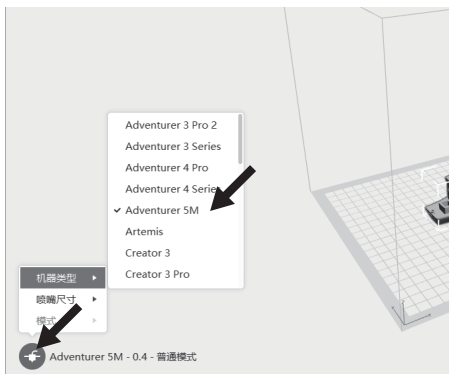 Adventurer 3 Pro 2
Adventurer 3 Series
Adventurer 4 Pro
Adventurer 4 Series
Adventurer 5M
Artemis
Creator 3
Creator 3 Pro
机器类型
喷嘴尺寸
模式
Adventurer 5M - 0.4 - 普通模式